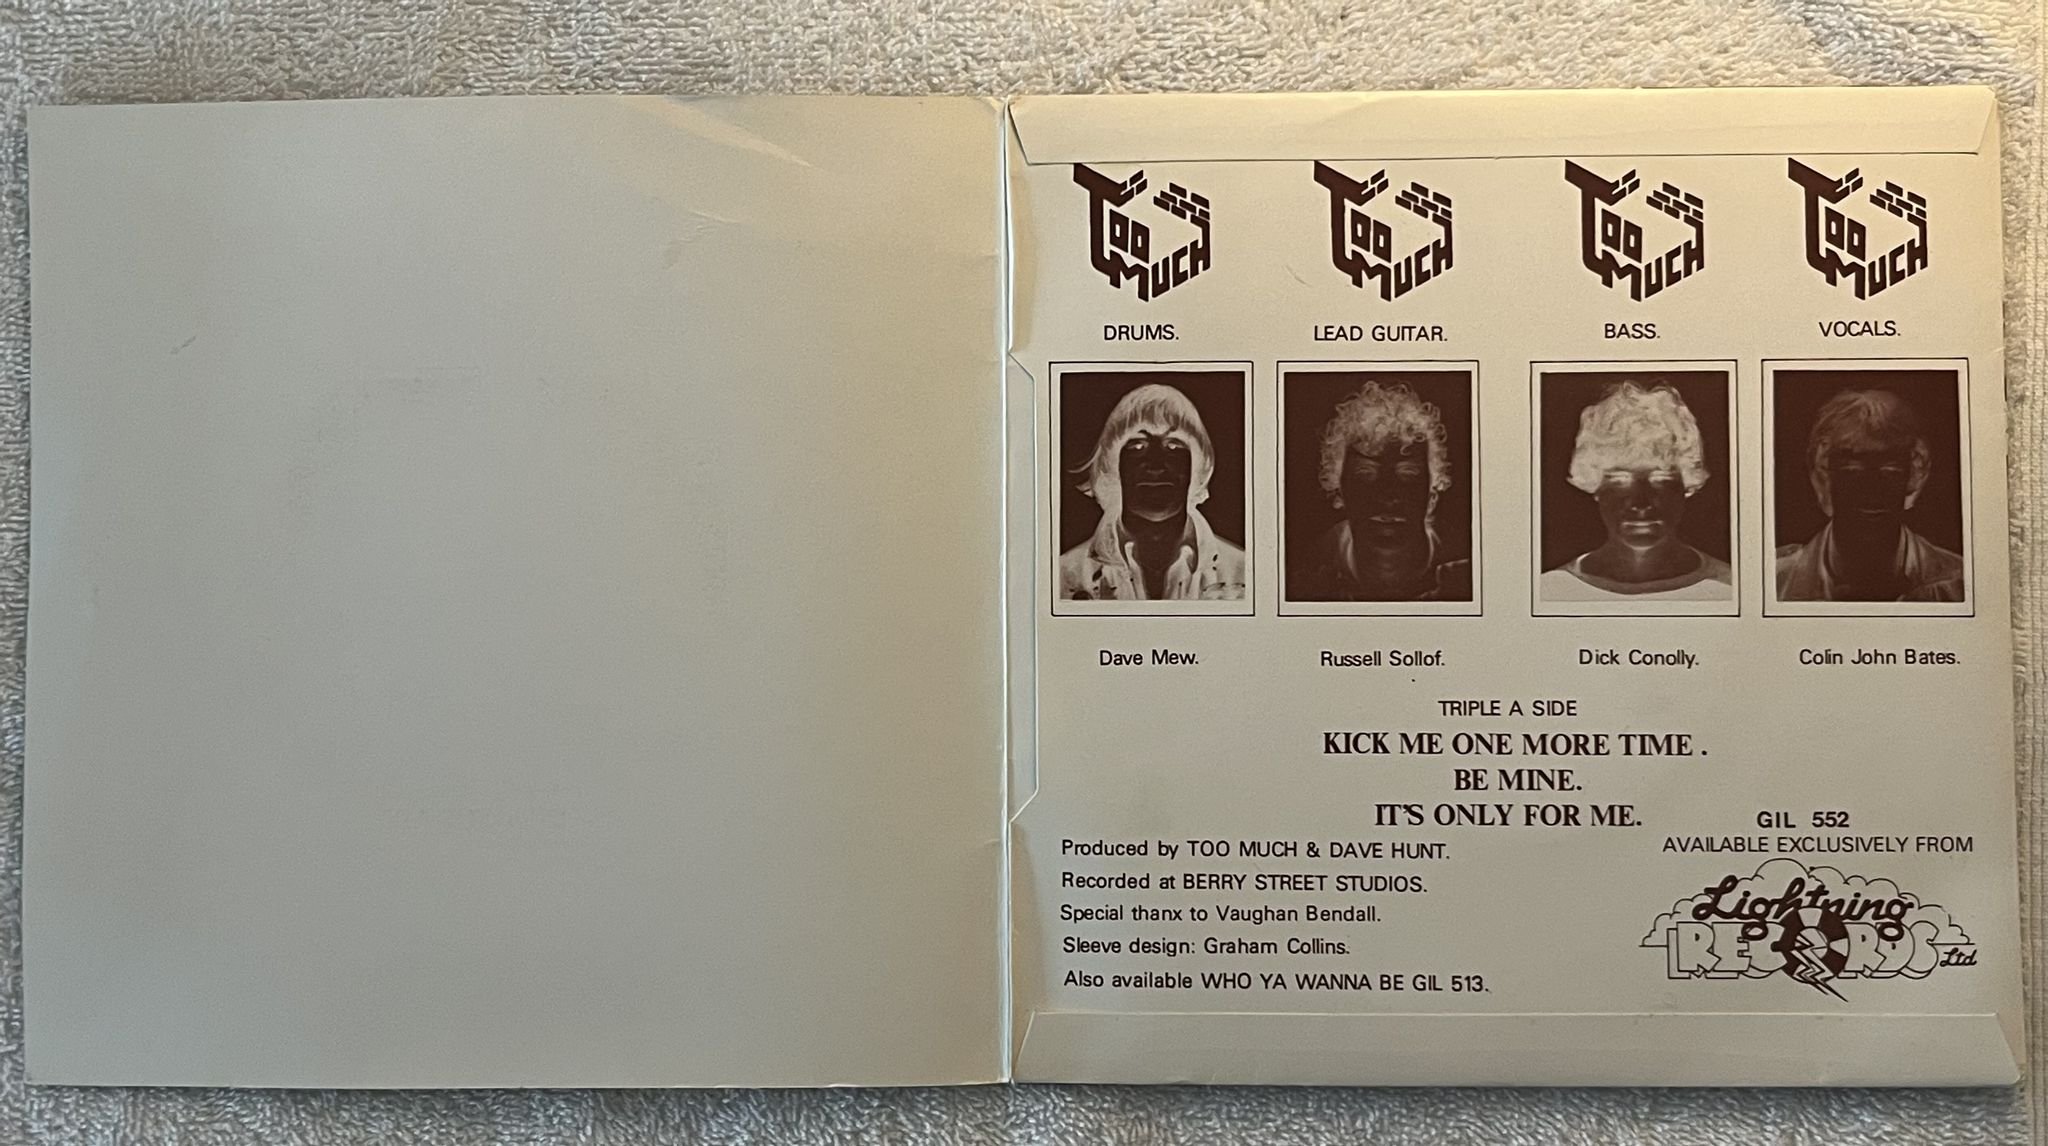 TOO MUCH
TOO MUCH
TOO MUCH
TOO MUCH
DRUMS.
LEAD GUITAR.
BASS.
VOCALS.
Dave Mew.
Russell Sollof.
Dick Conolly.
Colin John Bates.
TRIPLE A SIDE
KICK ME ONE MORE TIME .
BE MINE.
IT'S ONLY FOR ME.
Produced by TOO MUCH & DAVE HUNT.
Recorded at BERRY STREET STUDIOS.
Special thanx to Vaughan Bendall.
Sleeve design: Graham Collins.
Also available WHO YA WANNA BE GIL 513.
GIL 552
AVAILABLE EXCLUSIVELY FROM
Lightning
RECORDS Ltd